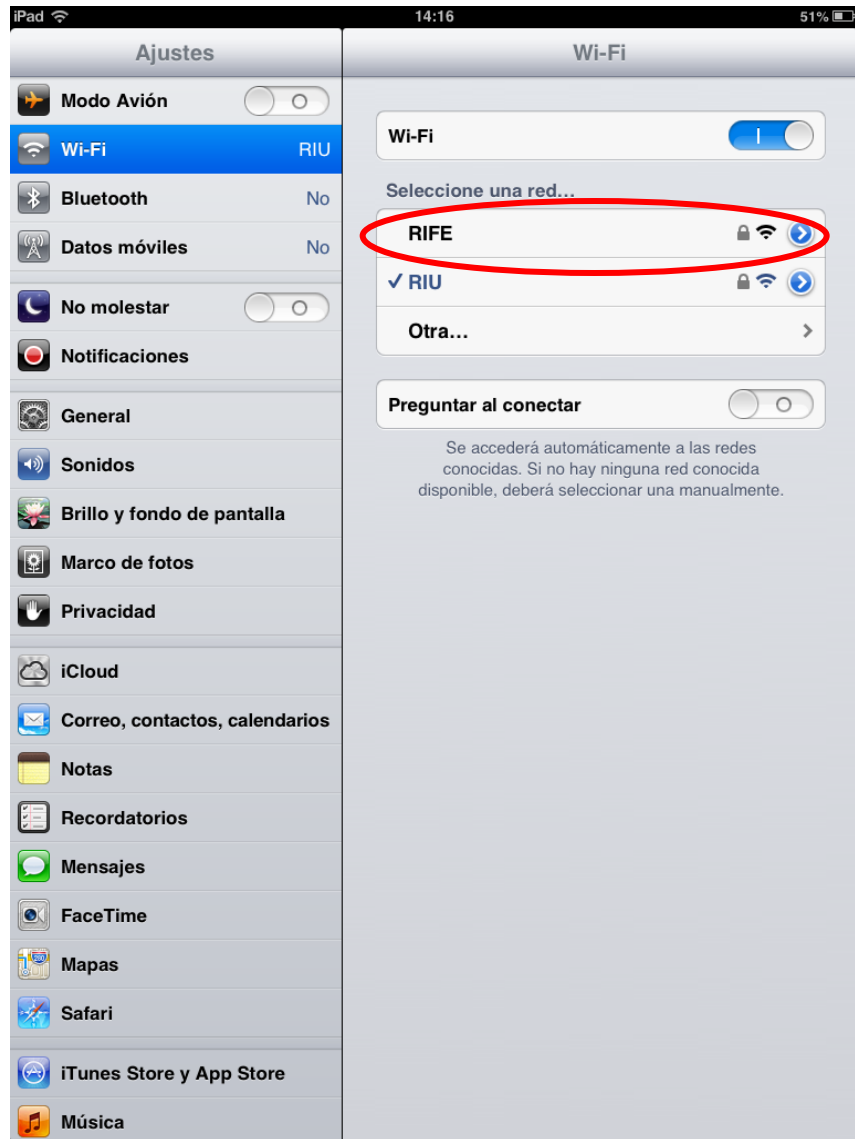 iPad 14:16 51%
Ajustes
Modo Avión
Wi-Fi RIU
Bluetooth No
Datos móviles No
No molestar
Notificaciones
General
Sonidos
Brillo y fondo de pantalla
Marco de fotos
Privacidad
iCloud
Correo, contactos, calendarios
Notas
Recordatorios
Mensajes
FaceTime
Mapas
Safari
iTunes Store y App Store
Música
Wi-Fi
Wi-Fi
Seleccione una red...
RIFE
✓ RIU
Otra...
Preguntar al conectar
Se accederá automáticamente a las redes
conocidas. Si no hay ninguna red conocida
disponible, deberá seleccionar una manualmente.